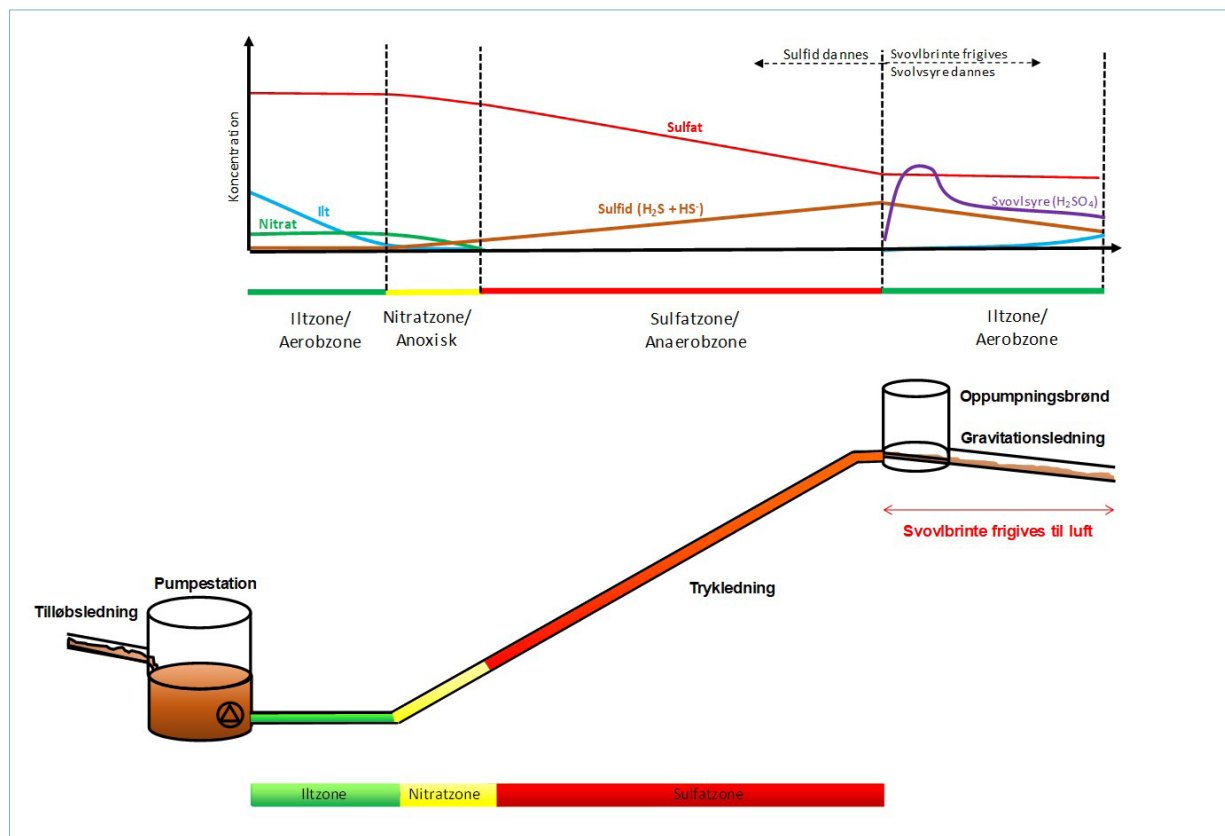 Sulfid dannes
Svovlbrinte frigives
Svolvsyre dannes
Koncentration
Sulfat
Ilt
Nitrat
Sulfid (H₂S + HS⁻)
Svovlsyre (H₂SO₄)
Iltzone/
Aerobzone
Nitratzone/
Anoxisk
Sulfatzone/
Anaerobzone
Iltzone/
Aerobzone
Oppumpningsbrønd
Gravitationsledning
Svovlbrinte frigives til luft
Trykledning
Pumpestation
Tilløbsledning
Iltzone
Nitratzone
Sulfatzone